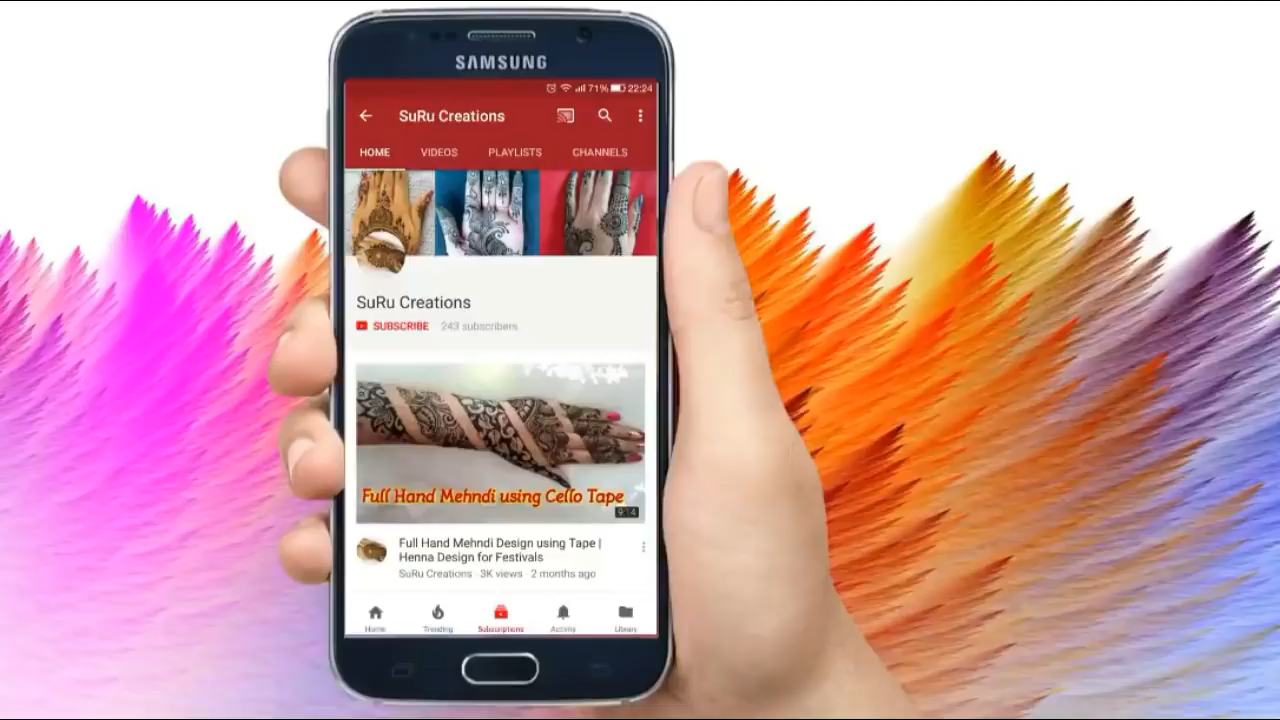 SAMSUNG
71% 22:24
SuRu Creations
HOME VIDEOS PLAYLISTS CHANNELS
SuRu Creations
SUBSCRIBE 243 subscribers
Full Hand Mehndi using Cello Tape
9:14
Full Hand Mehndi Design using Tape |
Henna Design for Festivals
SuRu Creations · 3K views · 2 months ago
Home Trending Subscriptions Activity Library